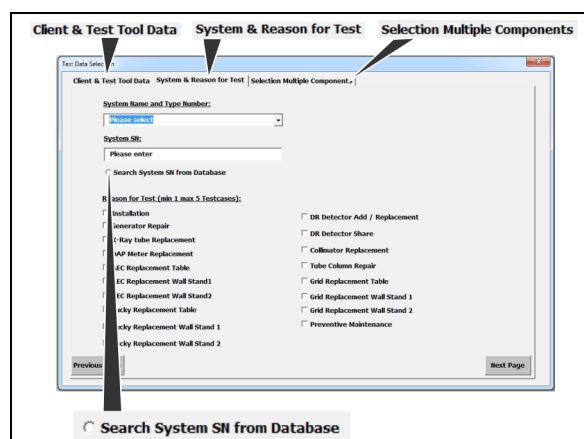 Client & Test Tool Data System & Reason for Test Selection Multiple Components
Client & Test Tool Data System & Reason for Test Selection Multiple Component
System Name and Type Number:
Please select
System SN:
Please enter
Search System SN from Database
Reason for Test (min 1 max 5 Testcases):
Installation
DR Detector Add / Replacement
Generator Repair
DR Detector Share
X-Ray tube Replacement
Collimator Replacement
DAP Meter Replacement
Tube Column Repair
AEC Replacement Table
Grid Replacement Table
AEC Replacement Wall Stand1
Grid Replacement Wall Stand 1
AEC Replacement Wall Stand2
Grid Replacement Wall Stand 2
Bucky Replacement Table
Preventive Maintenance
Bucky Replacement Wall Stand 1
Bucky Replacement Wall Stand 2
Previous
Next Page
Search System SN from Database